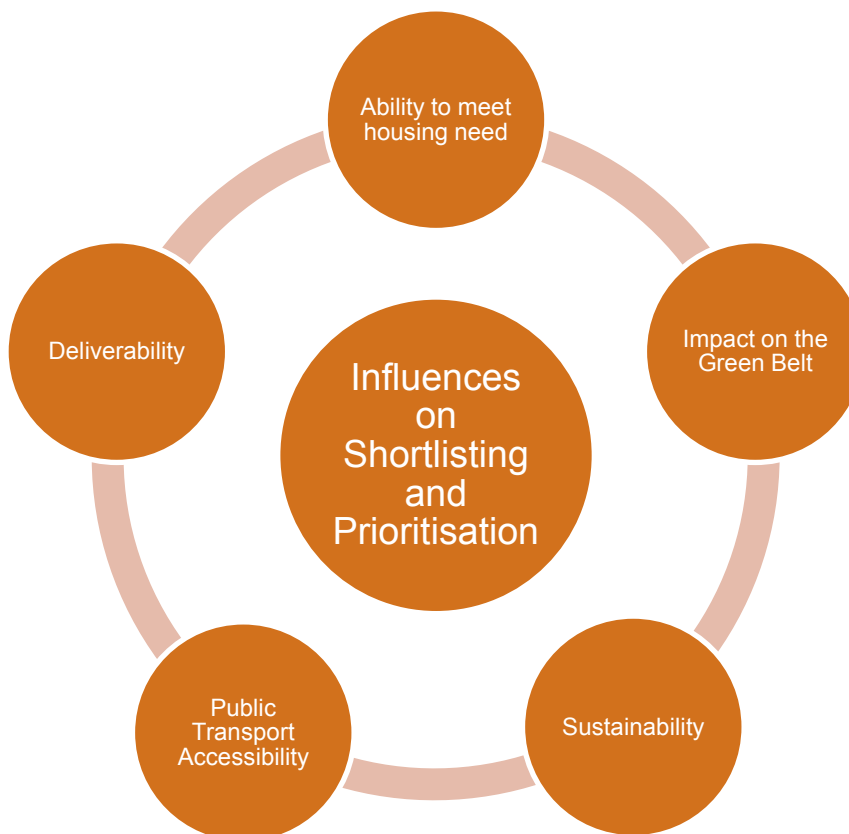 Ability to meet
housing need
Impact on the
Green Belt
Sustainability
Public
Transport
Accessibility
Deliverability
Influences
on
Shortlisting
and
Prioritisation